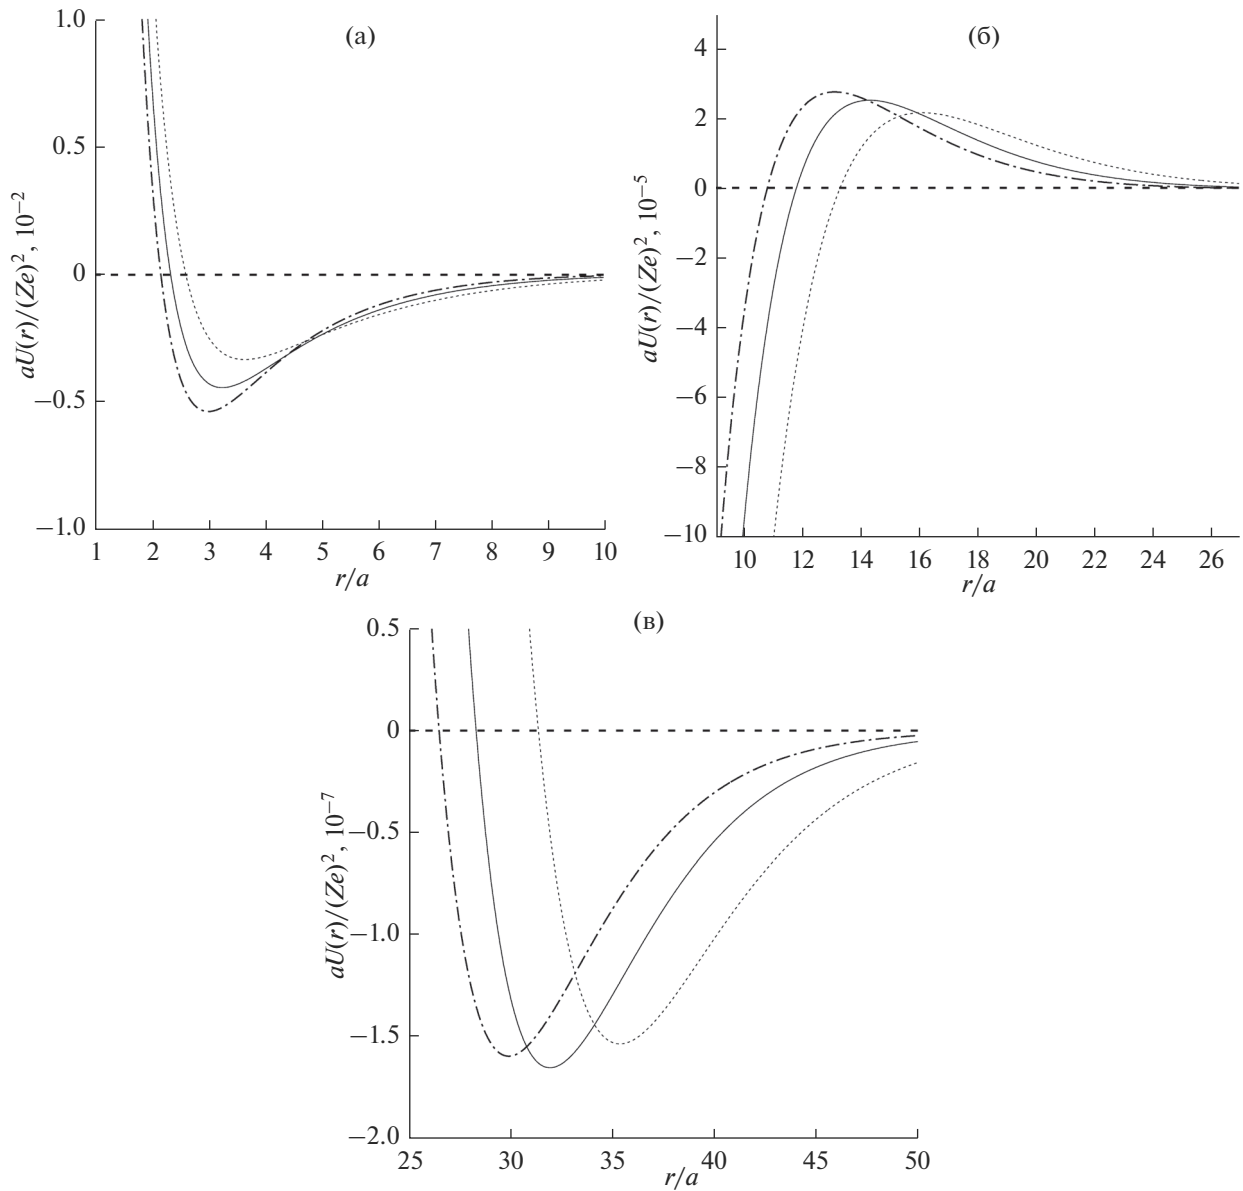 (а)
1.0
0.5
0
−0.5
−1.0
aU(r)/(Ze)², 10⁻²
1 2 3 4 5 6 7 8 9 10
r/a
(б)
4
2
0
−2
−4
−6
−8
−10
aU(r)/(Ze)², 10⁻⁵
10 12 14 16 18 20 22 24 26
r/a
(в)
0.5
0
−0.5
−1.0
−1.5
−2.0
aU(r)/(Ze)², 10⁻⁷
25 30 35 40 45 50
r/a